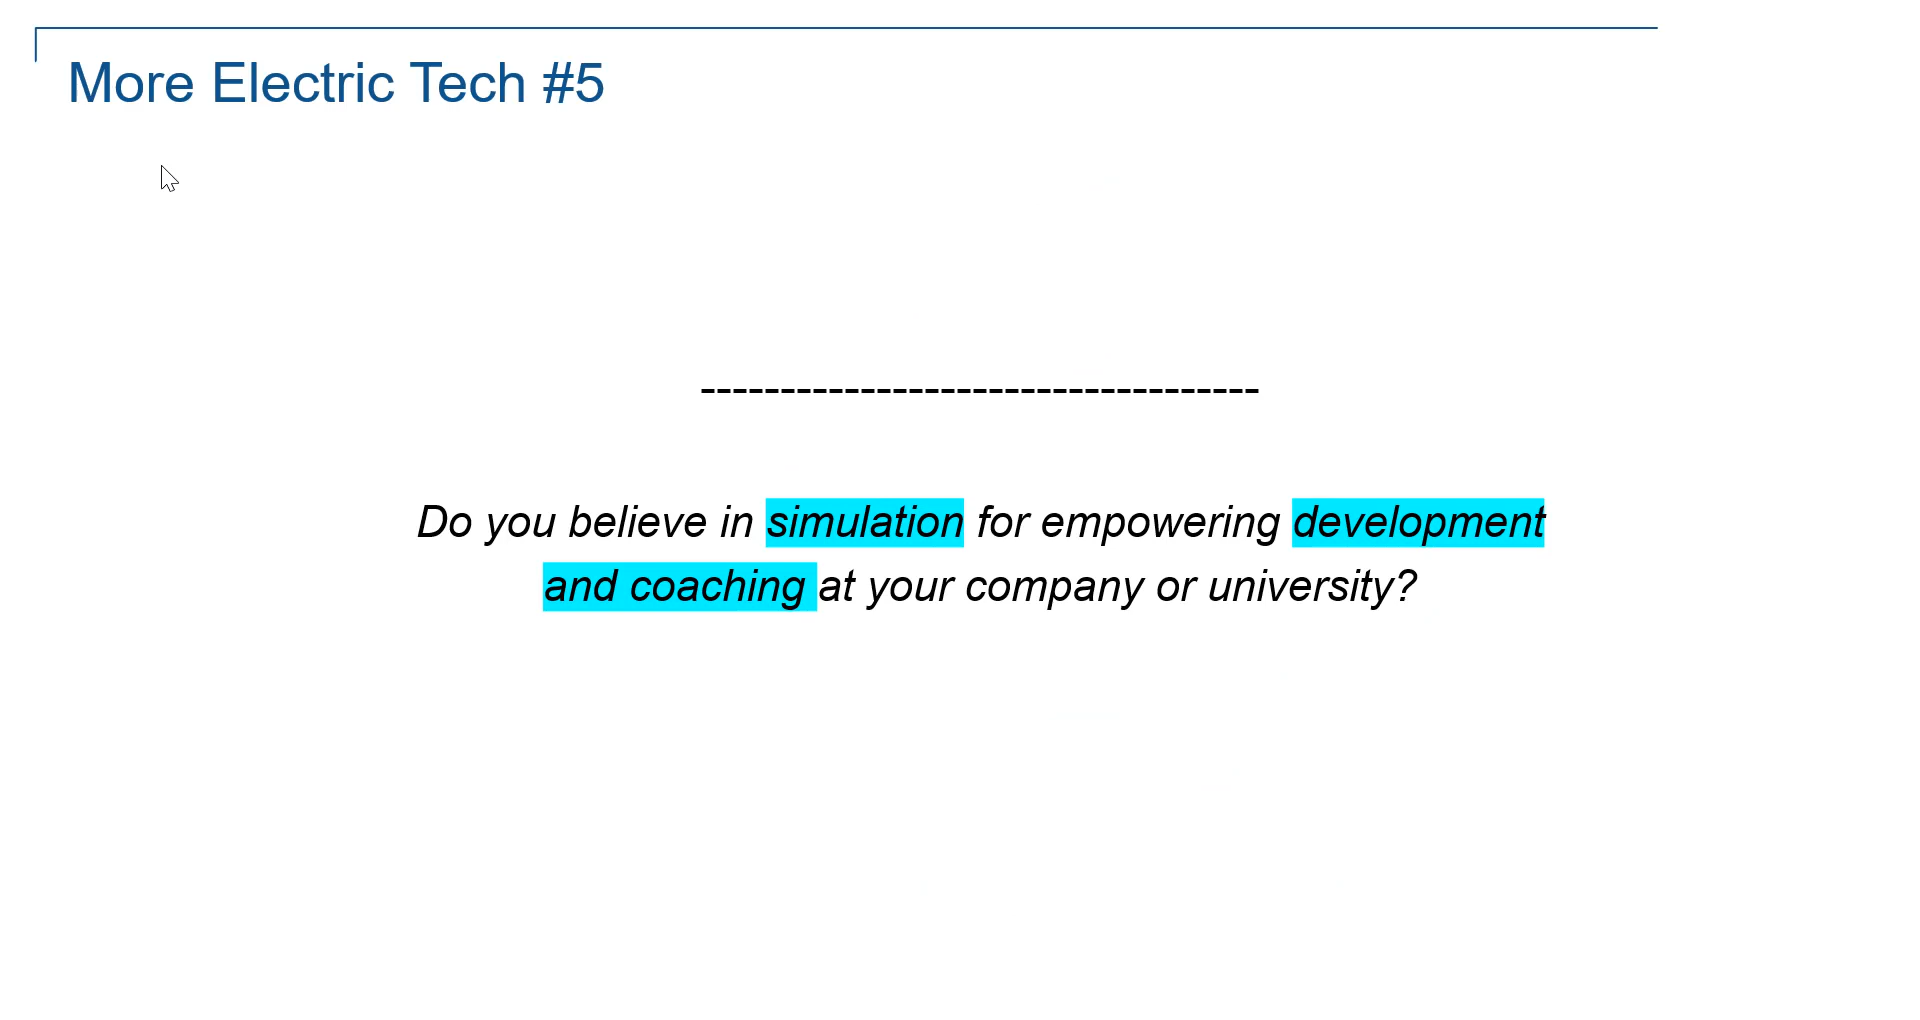 More Electric Tech #5
-----------------------------------
Do you believe in simulation for empowering development
and coaching at your company or university?